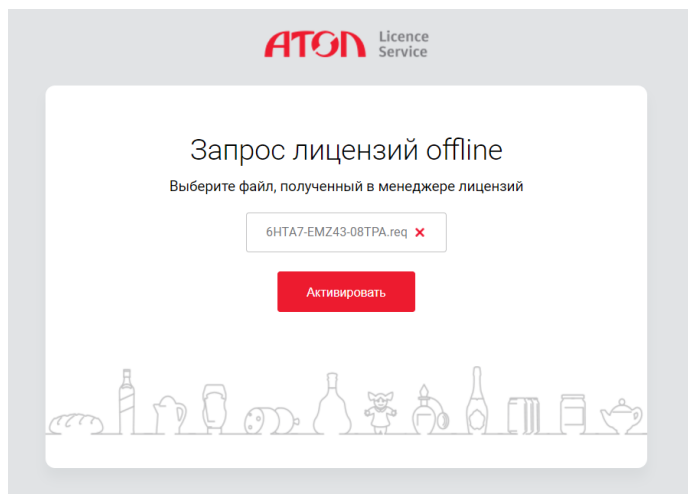 АТОЛ Licence
Service
Запрос лицензий offline
Выберите файл, полученный в менеджере лицензий
6HTA7-EMZ43-08TPA.req ×
Активировать